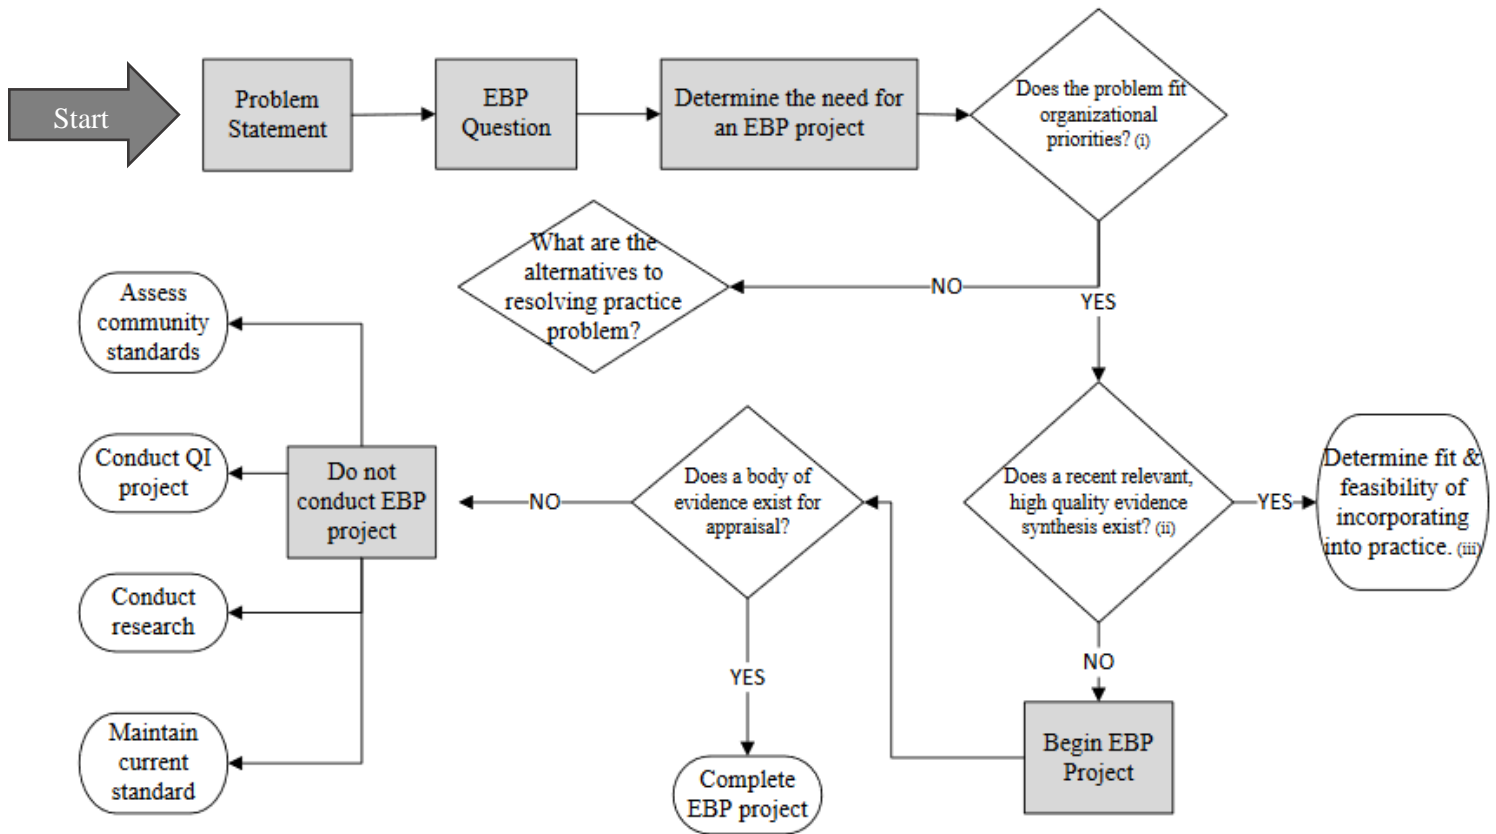 Start
Problem
Statement
EBP
Question
Determine the need for
an EBP project
Does the problem fit
organizational
priorities? (i)
What are the
alternatives to
resolving practice
problem?
NO
YES
Assess
community
standards
Conduct QI
project
Do not
conduct EBP
project
Conduct
research
Maintain
current
standard
NO
Does a body of
evidence exist for
appraisal?
YES
Complete
EBP project
Does a recent relevant,
high quality evidence
synthesis exist? (ii)
YES
Determine fit &
feasibility of
incorporating
into practice. (iii)
NO
Begin EBP
Project